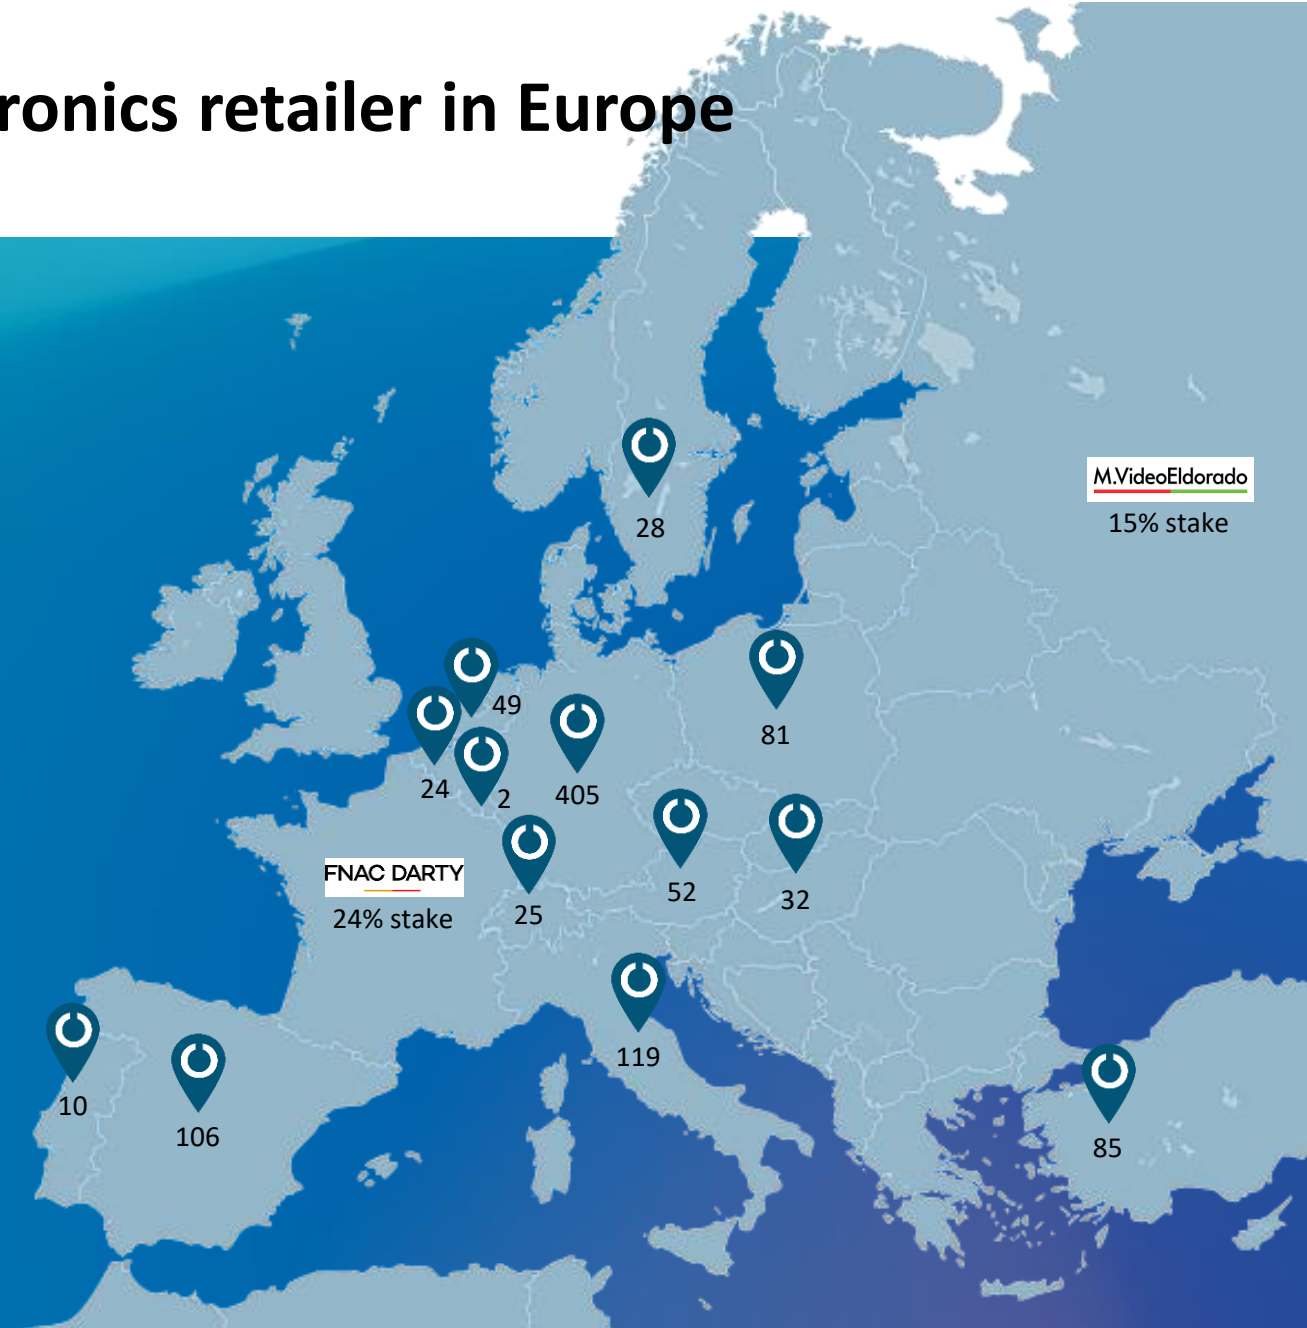 ronics retailer in Europe
M.VideoEldorado
15% stake
28
49
81
24
2
405
FNAC DARTY
24% stake
25
52
32
119
10
106
85